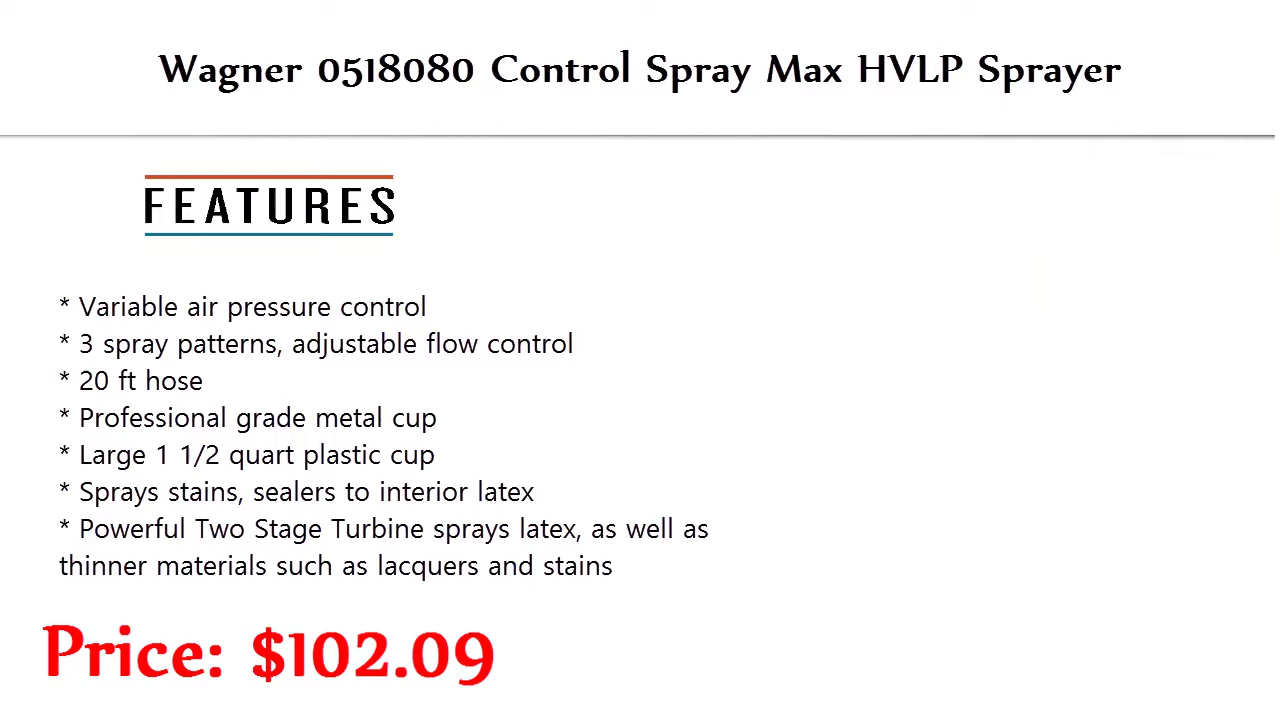 Wagner 0518080 Control Spray Max HVLP Sprayer
FEATURES
* Variable air pressure control
* 3 spray patterns, adjustable flow control
* 20 ft hose
* Professional grade metal cup
* Large 1 1/2 quart plastic cup
* Sprays stains, sealers to interior latex
* Powerful Two Stage Turbine sprays latex, as well as
thinner materials such as lacquers and stains
Price: $102.09